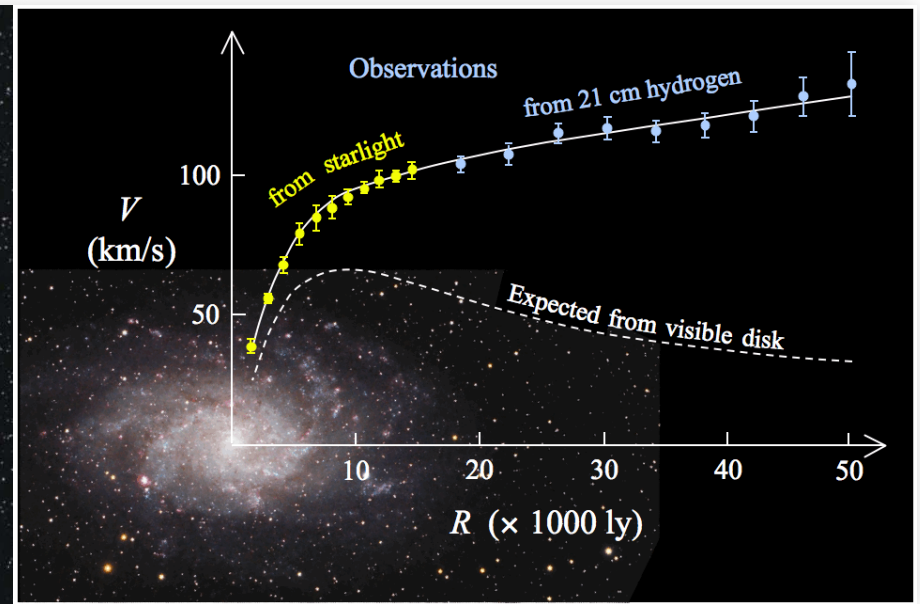 Observations
from starlight
from 21 cm hydrogen
100
V
(km/s)
50
Expected from visible disk
10
20
30
40
50
R (× 1000 ly)